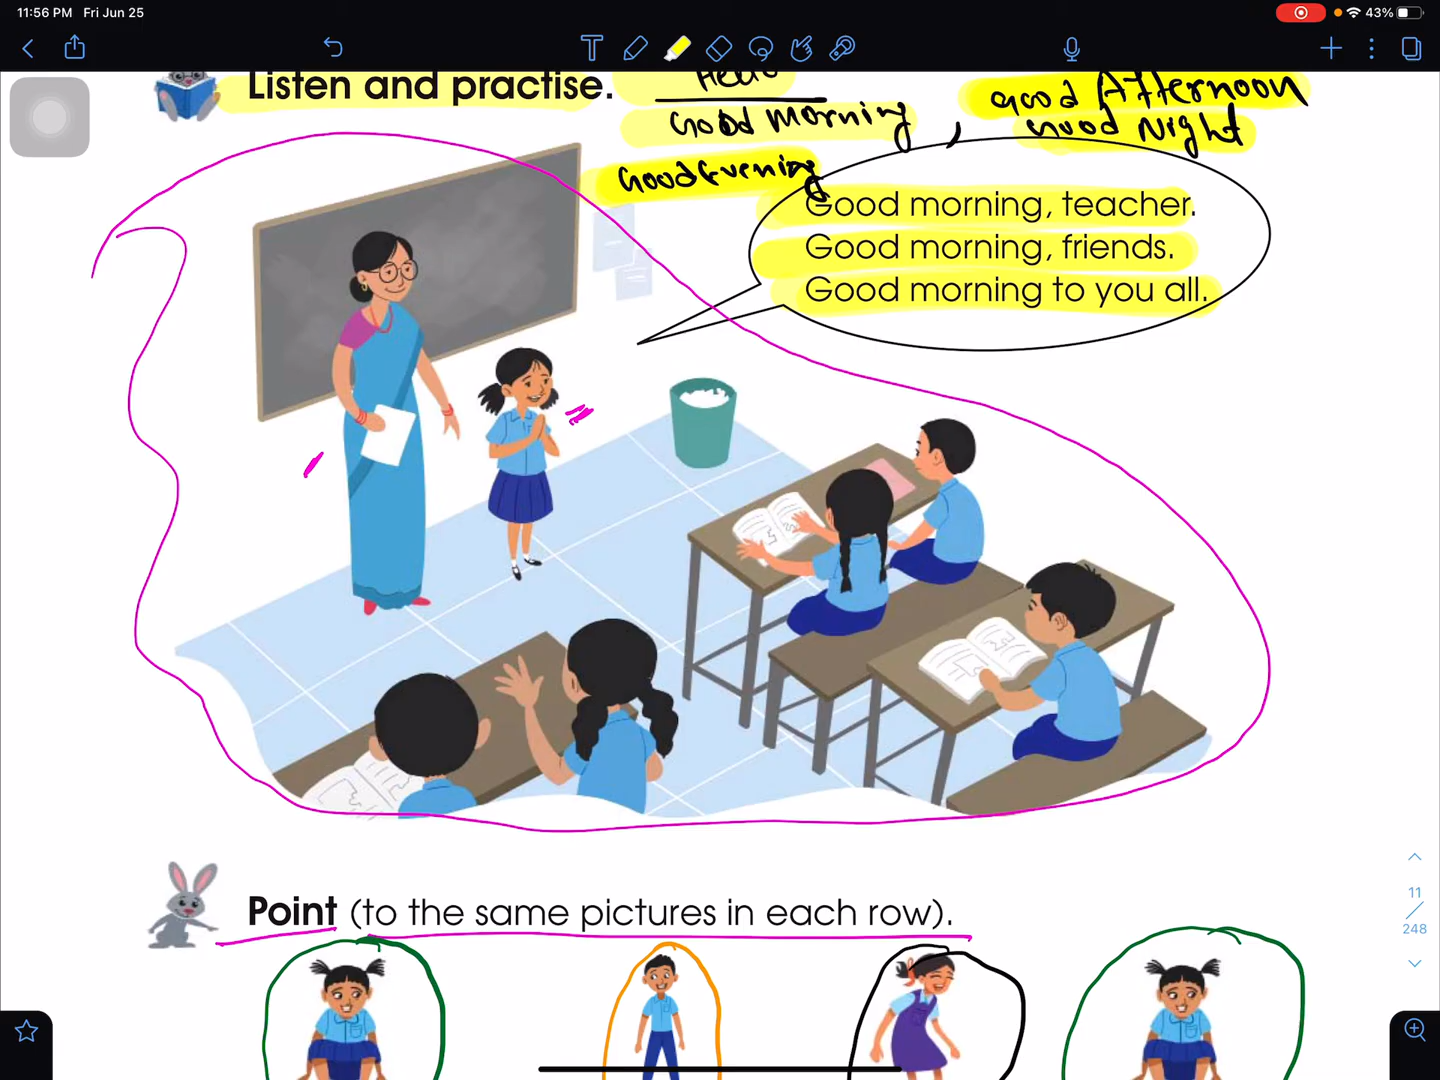 11:56 PM Fri Jun 25
43%
Listen and practise.
Hello
Good Morning
,
Good Afternoon
Good Night
Good Evening
Good morning, teacher.
Good morning, friends.
Good morning to you all.
11
248
Point (to the same pictures in each row).